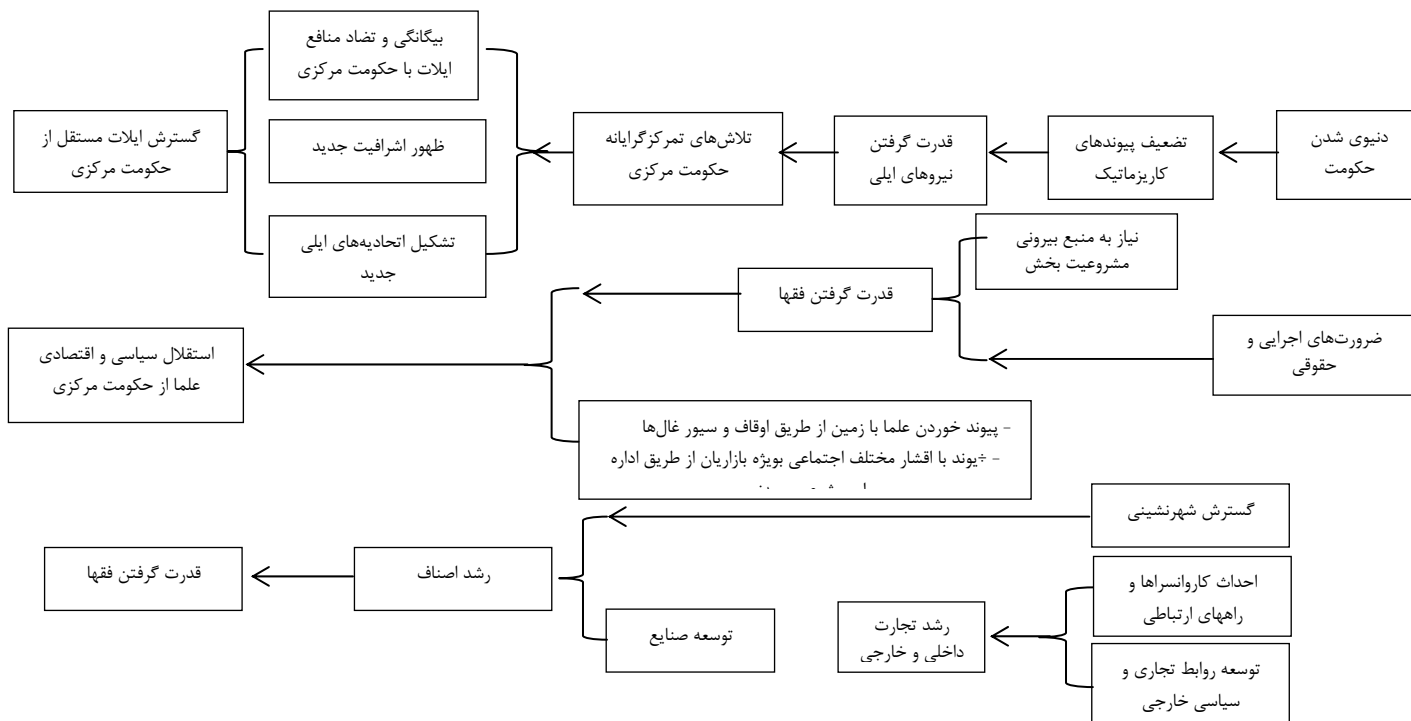 دنیوی شدن
حکومت
تضعیف پیوندهای
کاریزماتیک
قدرت گرفتن
نیروهای ایلی
تلاش‌های تمرکزگرایانه
حکومت مرکزی
بیگانگی و تضاد منافع
ایلات با حکومت مرکزی
ظهور اشرافیت جدید
تشکیل اتحادیه‌های ایلی
جدید
گسترش ایلات مستقل از
حکومت مرکزی
نیاز به منبع بیرونی
مشروعیت بخش
ضرورت‌های اجرایی و
حقوقی
قدرت گرفتن فقها
- پیوند خوردن علما با زمین از طریق اوقاف و سیور غال‌ها
- ÷یوند با اقشار مختلف اجتماعی بویژه بازاریان از طریق اداره
استقلال سیاسی و اقتصادی
علما از حکومت مرکزی
گسترش شهرنشینی
احداث کاروانسراها و
راههای ارتباطی
توسعه روابط تجاری و
سیاسی خارجی
رشد تجارت
داخلی و خارجی
توسعه صنایع
رشد اصناف
قدرت گرفتن فقها